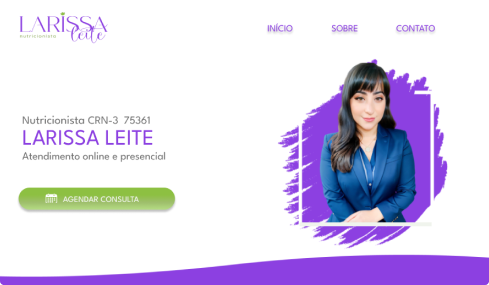 LARISSA
leite
nutricionista
INÍCIO
SOBRE
CONTATO
Nutricionista CRN-3 75361
LARISSA LEITE
Atendimento online e presencial
AGENDAR CONSULTA